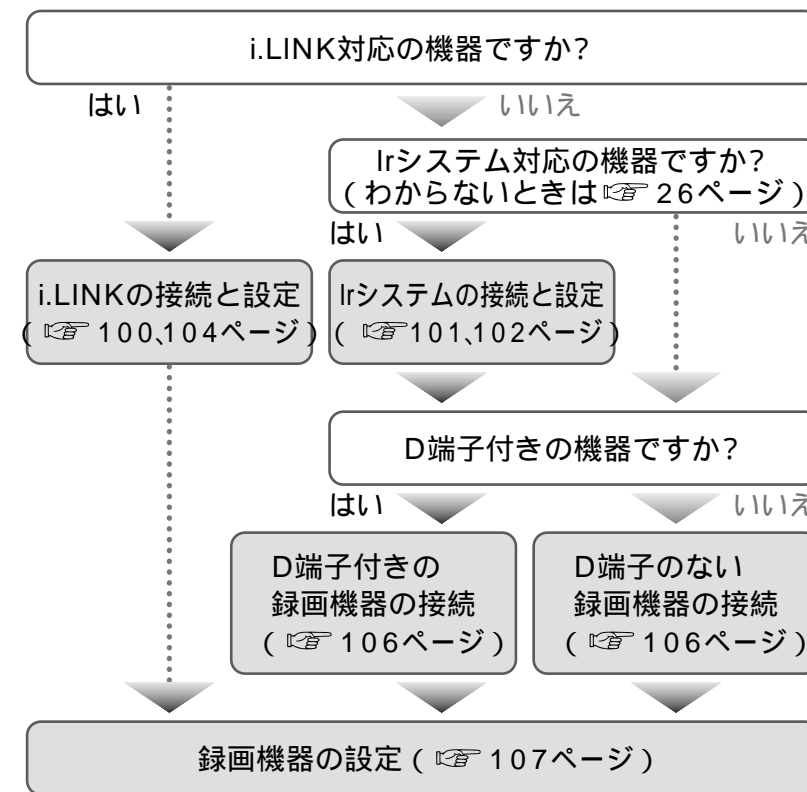 i.LINK対応の機器ですか?
はい
いいえ
Irシステム対応の機器ですか?
(わからないときは☞ 26ページ)
はい
いいえ
i.LINKの接続と設定
(☞ 100、104ページ)
Irシステムの接続と設定
(☞101、102ページ)
D端子付きの機器ですか?
はい
いいえ
D端子付きの
録画機器の接続
(☞ 106ページ)
D端子のない
録画機器の接続
(☞ 106ページ)
録画機器の設定(☞ 107ページ)